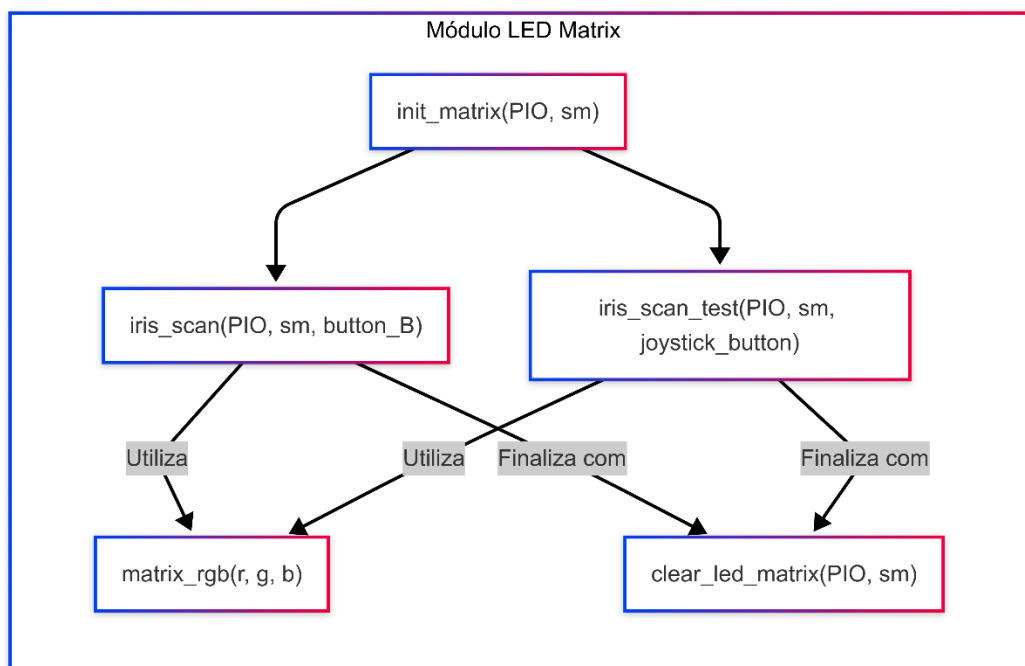 Módulo LED Matrix
init_matrix(PIO, sm)
iris_scan(PIO, sm, button_B)
iris_scan_test(PIO, sm,
joystick_button)
Utiliza
Utiliza
Finaliza com
Finaliza com
matrix_rgb(r, g, b)
clear_led_matrix(PIO, sm)